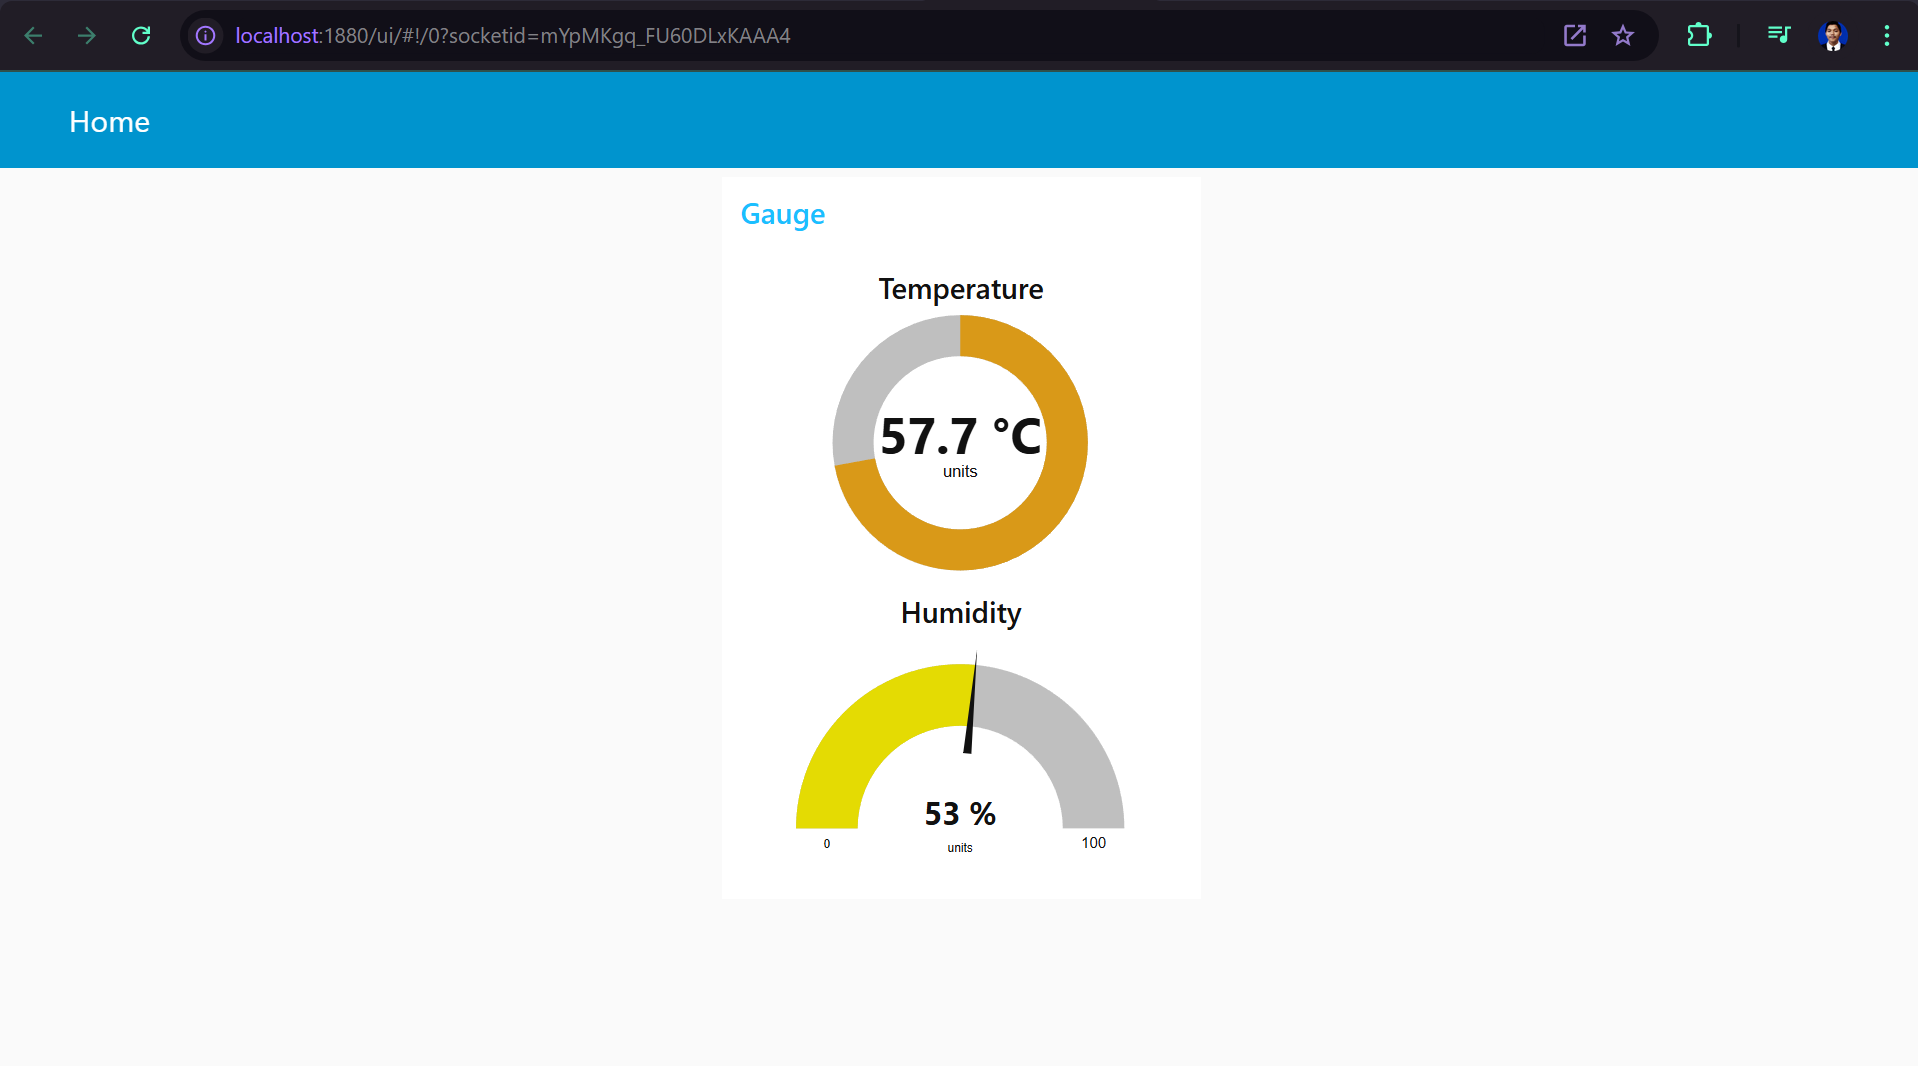 localhost:1880/ui/#!/0?socketid=mYpMKgq_FU60DLxKAAA4
Home
Gauge
Temperature
57.7 °C
units
Humidity
53 %
0
units
100